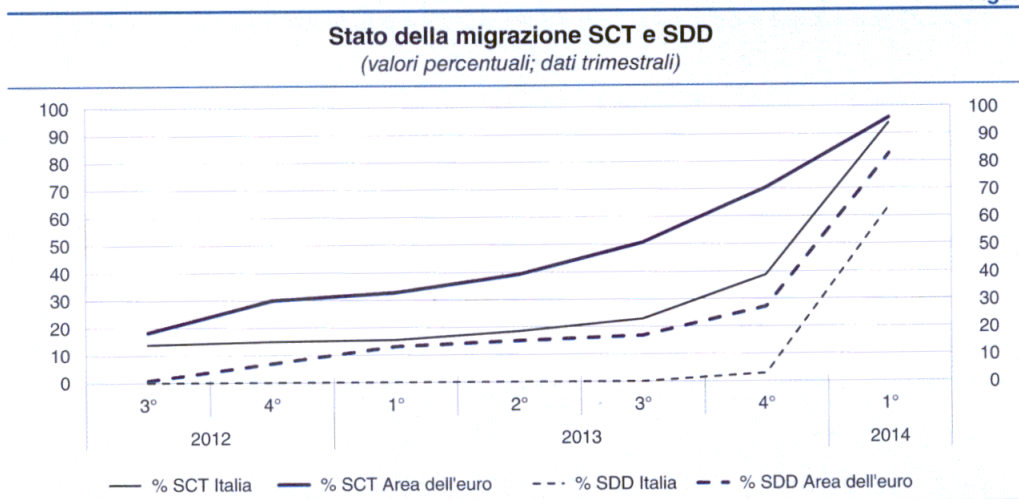 Stato della migrazione SCT e SDD
(valori percentuali; dati trimestrali)
100 100
90 90
80 80
70 70
60 60
50 50
40 40
30 30
20 20
10 10
0 0
3° 4° 1° 2° 3° 4° 1°
2012 2013 2014
% SCT Italia % SCT Area dell'euro % SDD Italia % SDD Area dell'euro